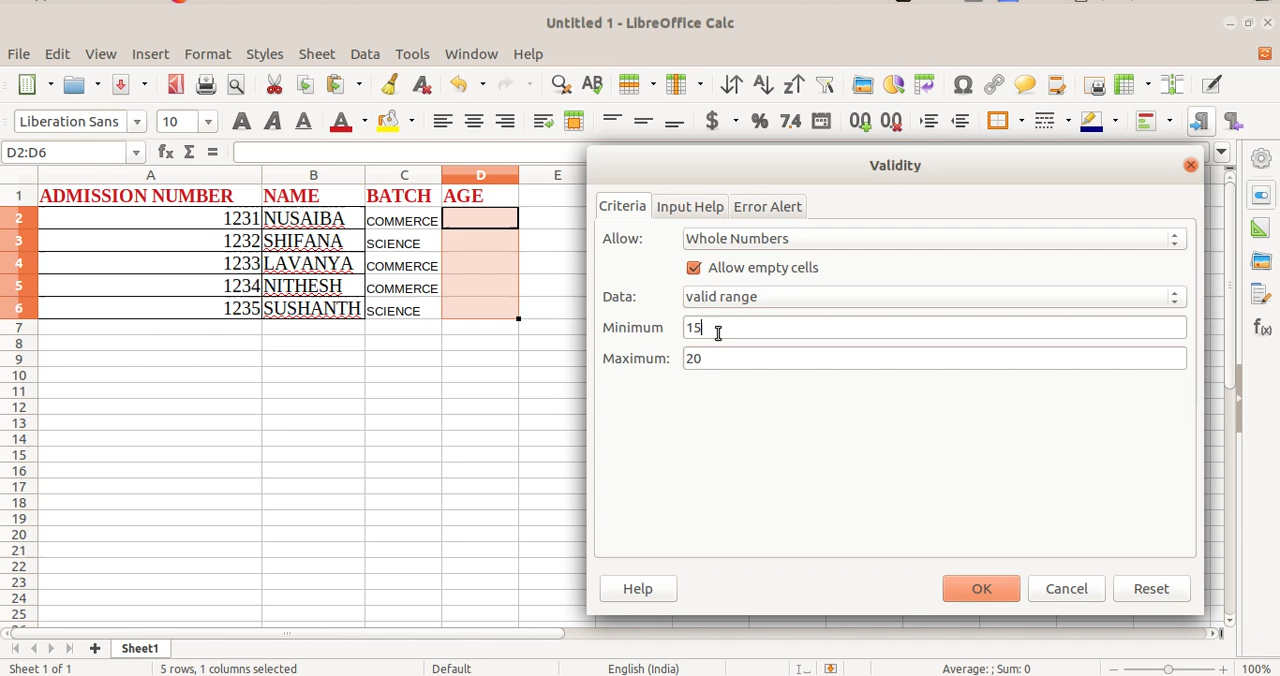 Untitled 1 - LibreOffice Calc
File Edit View Insert Format Styles Sheet Data Tools Window Help
Liberation Sans 10
D2:D6
A B C D E
1 ADMISSION NUMBER NAME BATCH AGE
2 1231 NUSAIBA COMMERCE
3 1232 SHIFANA SCIENCE
4 1233 LAVANYA COMMERCE
5 1234 NITHESH COMMERCE
6 1235 SUSHANTH SCIENCE
7
8
9
10
11
12
13
14
15
16
17
18
19
20
21
22
23
24
25
Validity
Criteria Input Help Error Alert
Allow: Whole Numbers
Allow empty cells
Data: valid range
Minimum 15
Maximum: 20
Help OK Cancel Reset
Sheet1
Sheet 1 of 1 5 rows, 1 columns selected Default English (India) Average: ; Sum: 0 100%